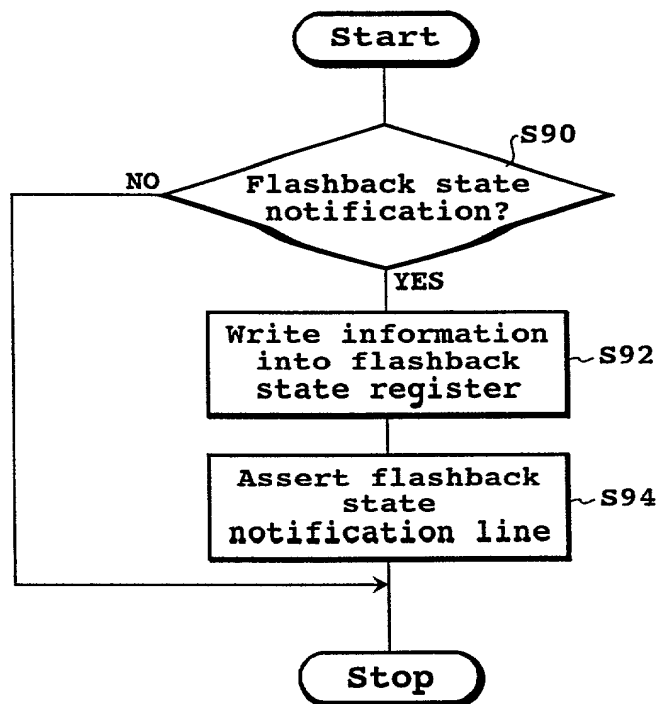 Start
S90
NO
Flashback state
notification?
YES
Write information
into flashback
state register
S92
Assert flashback
state
notification line
S94
Stop